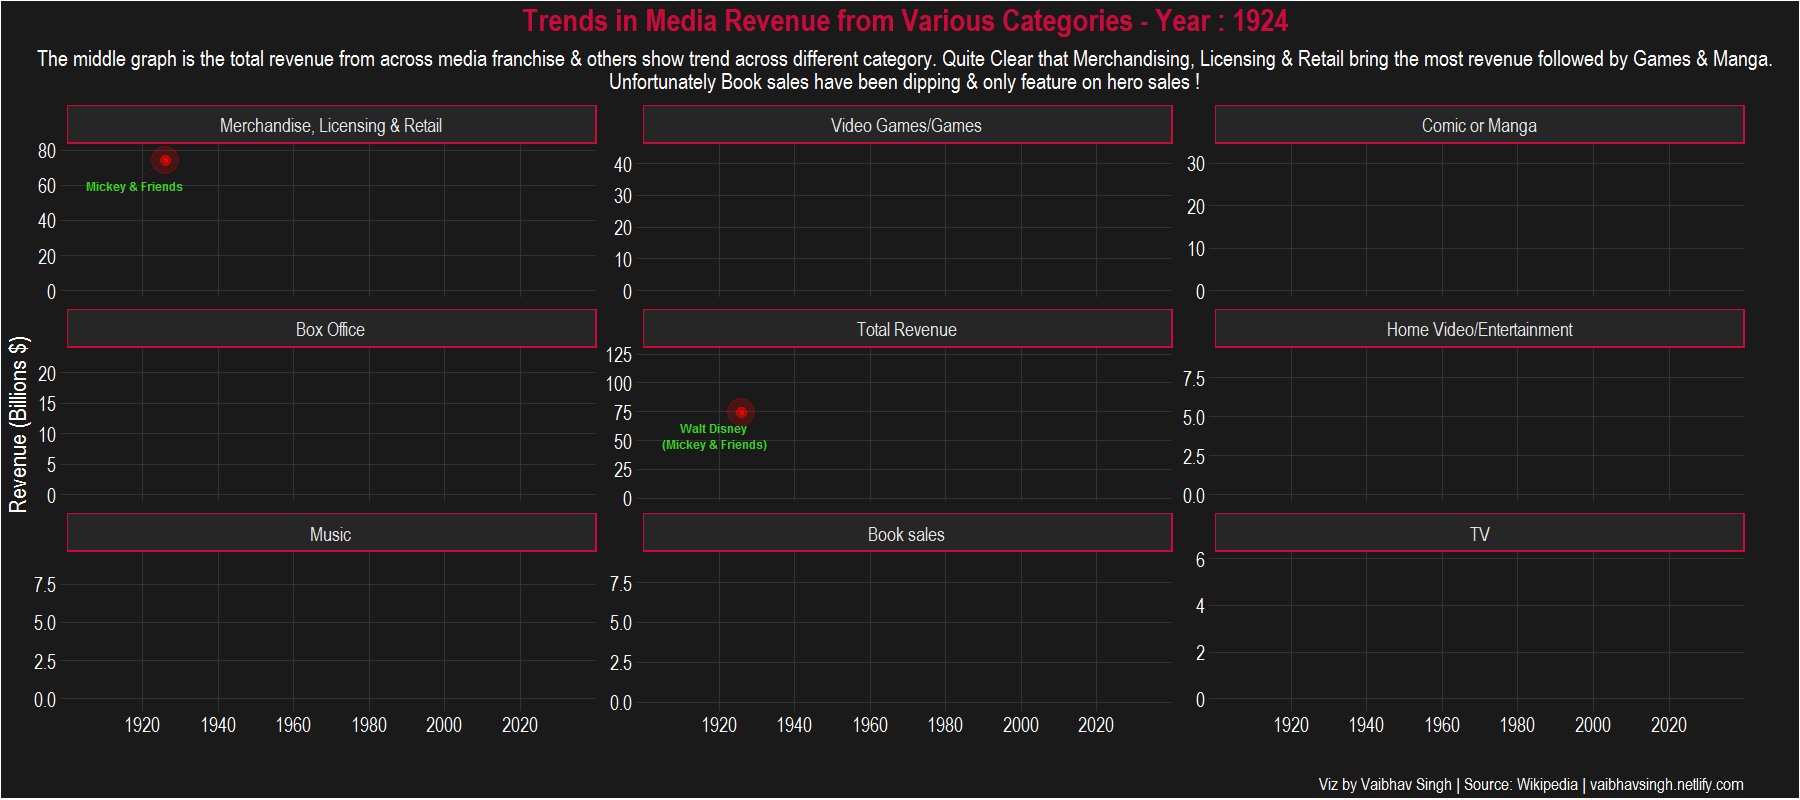 Trends in Media Revenue from Various Categories - Year : 1924
The middle graph is the total revenue from across media franchise & others show trend across different category. Quite Clear that Merchandising, Licensing & Retail bring the most revenue followed by Games & Manga.
Unfortunately Book sales have been dipping & only feature on hero sales !
Revenue (Billions $)
Merchandise, Licensing & Retail
80
60
40
20
0
Mickey & Friends
Video Games/Games
40
30
20
10
0
Comic or Manga
30
20
10
0
Box Office
20
15
10
5
0
Total Revenue
125
100
75
50
25
0
Walt Disney
(Mickey & Friends)
Home Video/Entertainment
7.5
5.0
2.5
0.0
Music
7.5
5.0
2.5
0.0
1920 1940 1960 1980 2000 2020
Book sales
7.5
5.0
2.5
0.0
1920 1940 1960 1980 2000 2020
TV
6
4
2
0
1920 1940 1960 1980 2000 2020
Viz by Vaibhav Singh | Source: Wikipedia | vaibhavsingh.netlify.com